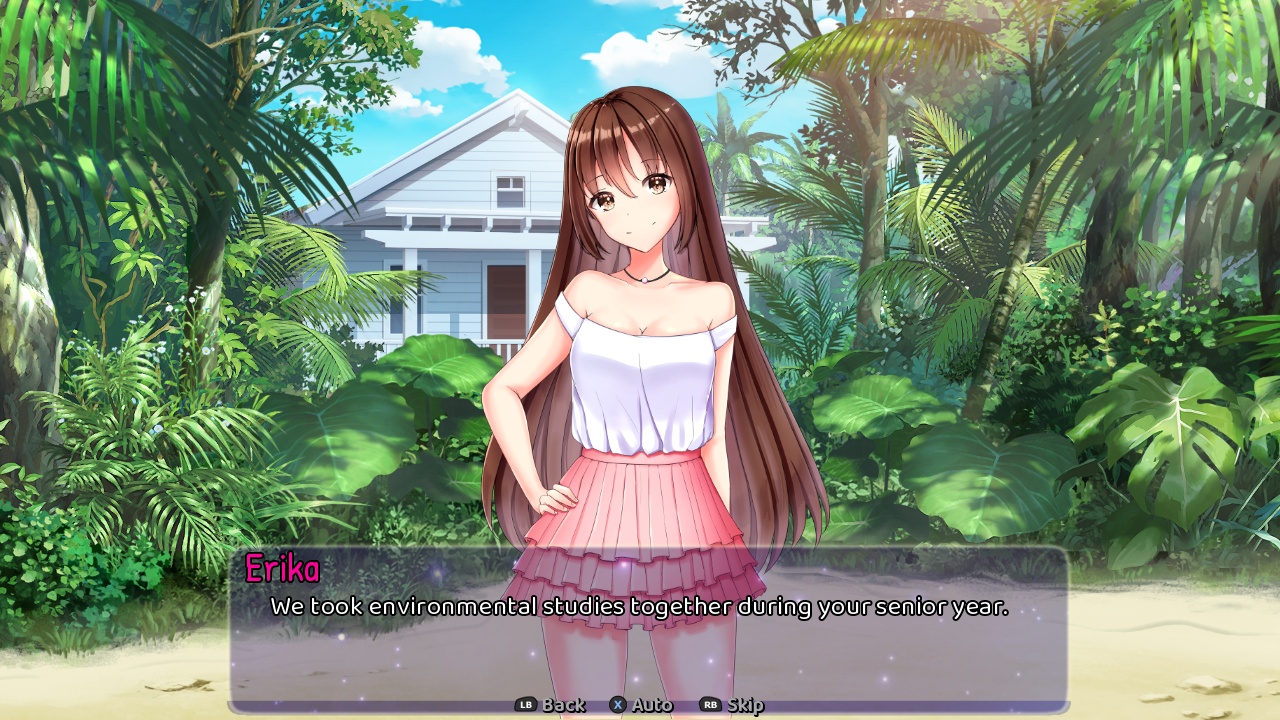 Erika
We took environmental studies together during your senior year.
LB Back X Auto RB Skip